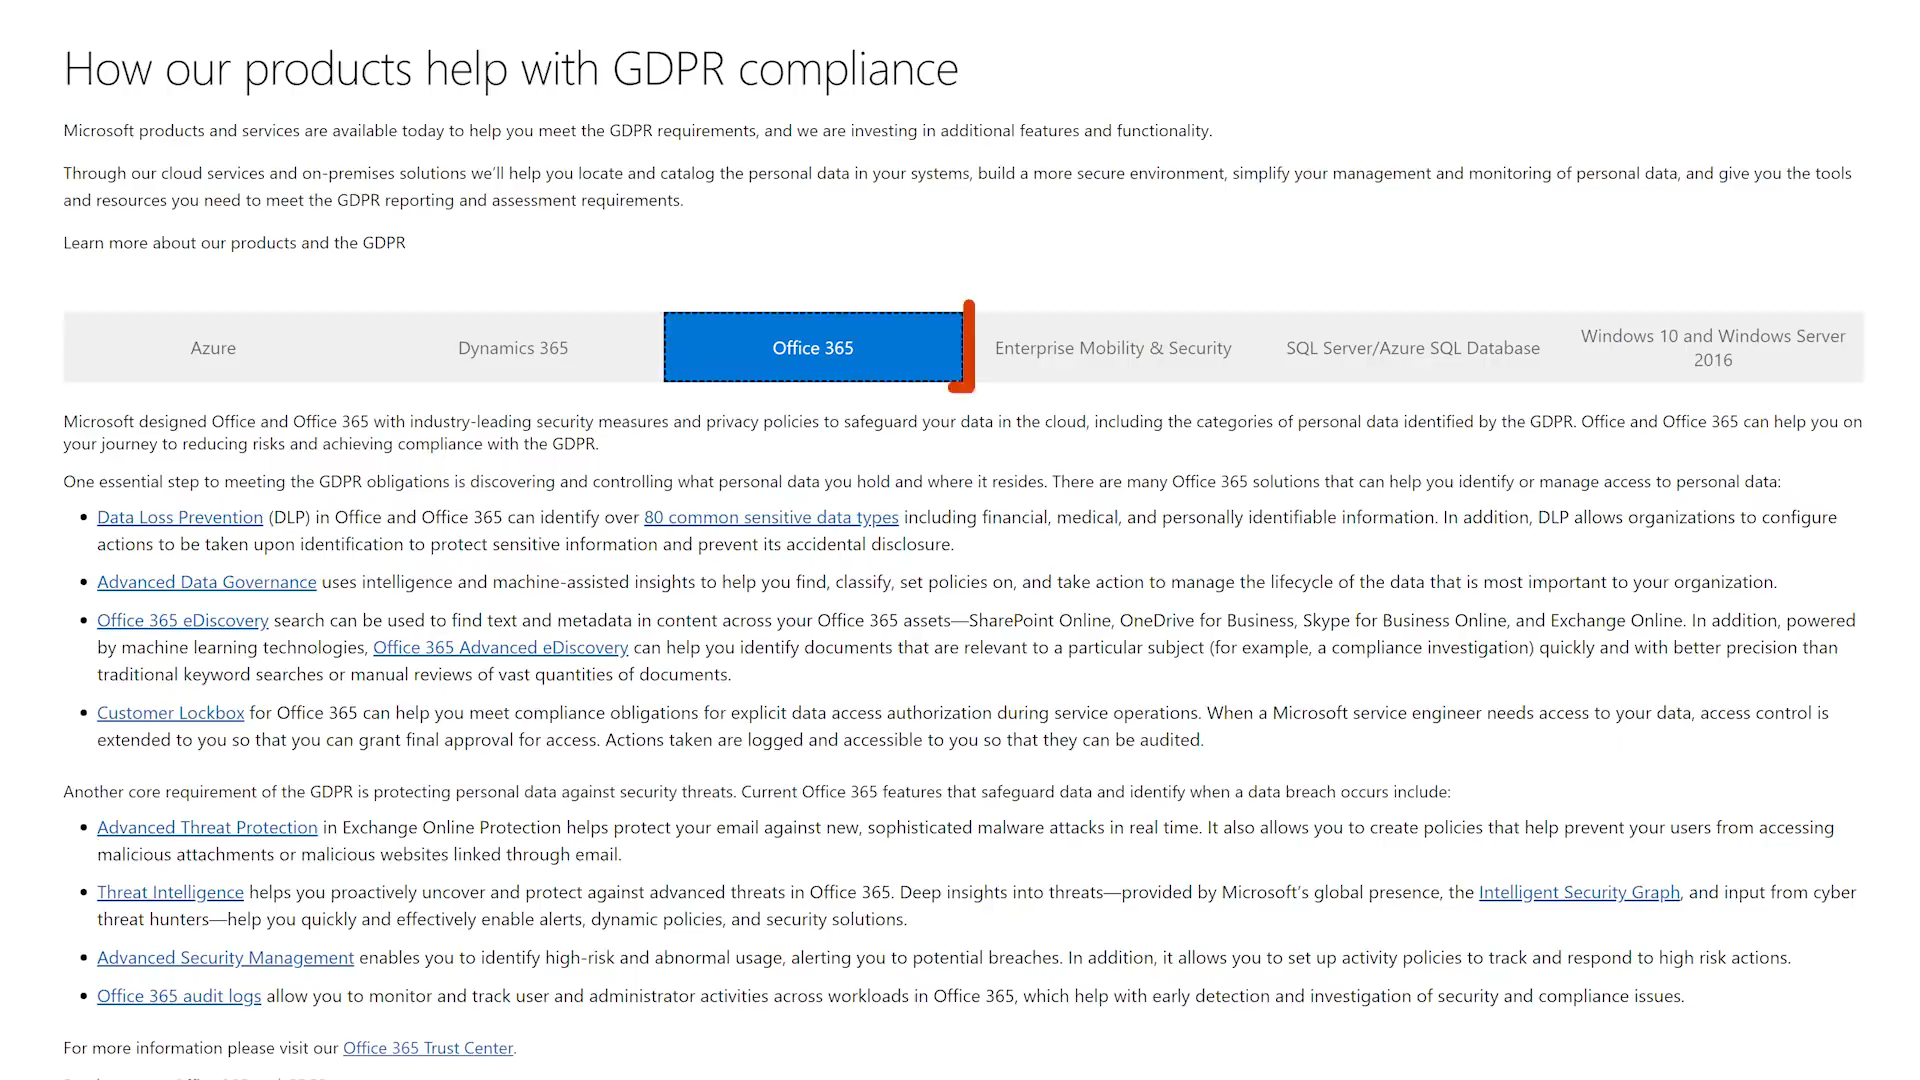 How our products help with GDPR compliance
Microsoft products and services are available today to help you meet the GDPR requirements, and we are investing in additional features and functionality.
Through our cloud services and on-premises solutions we'll help you locate and catalog the personal data in your systems, build a more secure environment, simplify your management and monitoring of personal data, and give you the tools
and resources you need to meet the GDPR reporting and assessment requirements.
Learn more about our products and the GDPR
Azure
Dynamics 365
Office 365
Enterprise Mobility & Security
SQL Server/Azure SQL Database
Windows 10 and Windows Server
2016
Microsoft designed Office and Office 365 with industry-leading security measures and privacy policies to safeguard your data in the cloud, including the categories of personal data identified by the GDPR. Office and Office 365 can help you on
your journey to reducing risks and achieving compliance with the GDPR.
One essential step to meeting the GDPR obligations is discovering and controlling what personal data you hold and where it resides. There are many Office 365 solutions that can help you identify or manage access to personal data:
• Data Loss Prevention (DLP) in Office and Office 365 can identify over 80 common sensitive data types including financial, medical, and personally identifiable information. In addition, DLP allows organizations to configure
actions to be taken upon identification to protect sensitive information and prevent its accidental disclosure.
• Advanced Data Governance uses intelligence and machine-assisted insights to help you find, classify, set policies on, and take action to manage the lifecycle of the data that is most important to your organization.
• Office 365 eDiscovery search can be used to find text and metadata in content across your Office 365 assets—SharePoint Online, OneDrive for Business, Skype for Business Online, and Exchange Online. In addition, powered
by machine learning technologies, Office 365 Advanced eDiscovery can help you identify documents that are relevant to a particular subject (for example, a compliance investigation) quickly and with better precision than
traditional keyword searches or manual reviews of vast quantities of documents.
• Customer Lockbox for Office 365 can help you meet compliance obligations for explicit data access authorization during service operations. When a Microsoft service engineer needs access to your data, access control is
extended to you so that you can grant final approval for access. Actions taken are logged and accessible to you so that they can be audited.
Another core requirement of the GDPR is protecting personal data against security threats. Current Office 365 features that safeguard data and identify when a data breach occurs include:
• Advanced Threat Protection in Exchange Online Protection helps protect your email against new, sophisticated malware attacks in real time. It also allows you to create policies that help prevent your users from accessing
malicious attachments or malicious websites linked through email.
• Threat Intelligence helps you proactively uncover and protect against advanced threats in Office 365. Deep insights into threats—provided by Microsoft's global presence, the Intelligent Security Graph, and input from cyber
threat hunters—help you quickly and effectively enable alerts, dynamic policies, and security solutions.
• Advanced Security Management enables you to identify high-risk and abnormal usage, alerting you to potential breaches. In addition, it allows you to set up activity policies to track and respond to high risk actions.
• Office 365 audit logs allow you to monitor and track user and administrator activities across workloads in Office 365, which help with early detection and investigation of security and compliance issues.
For more information please visit our Office 365 Trust Center.